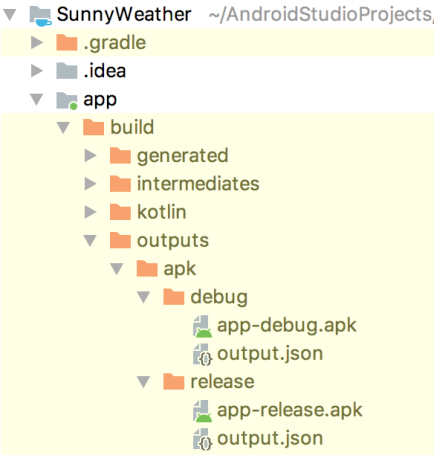 SunnyWeather ~/AndroidStudioProjects/
.gradle
.idea
app
build
generated
intermediates
kotlin
outputs
apk
debug
app-debug.apk
output.json
release
app-release.apk
output.json